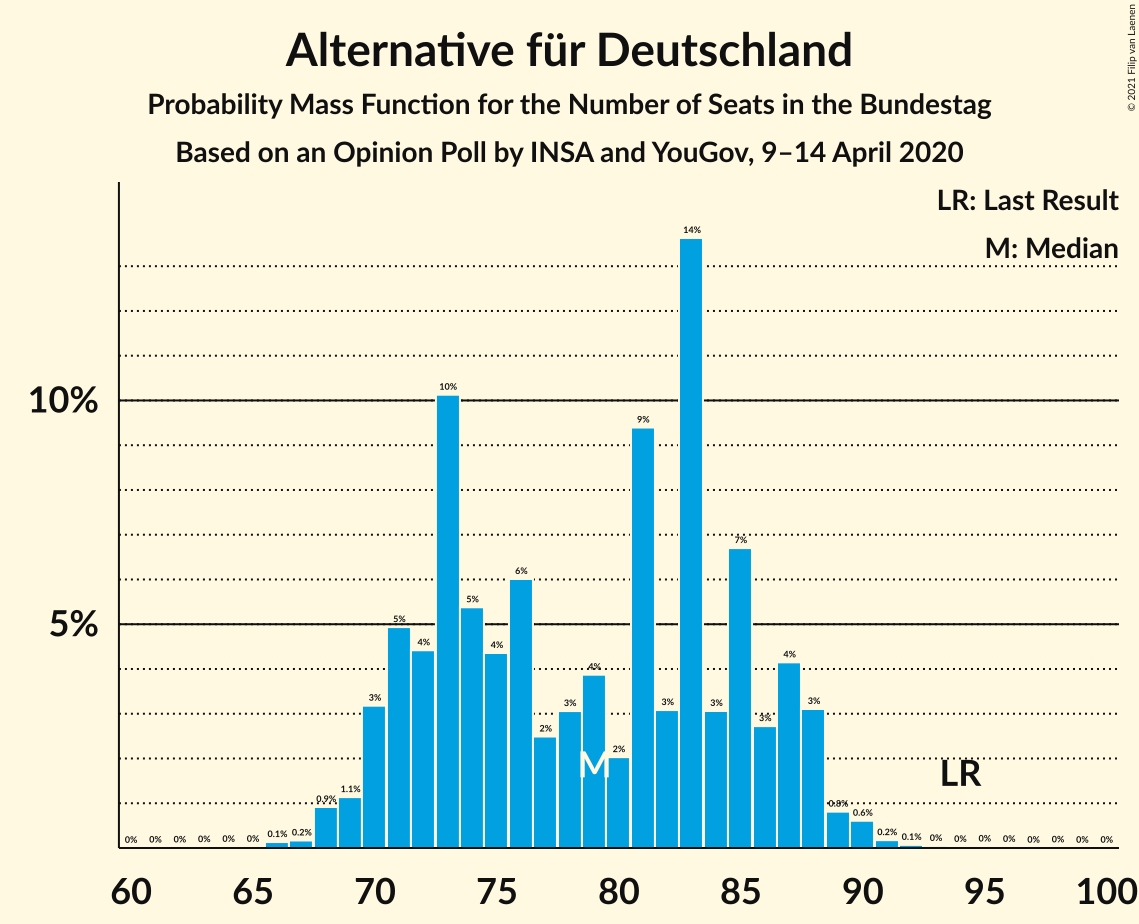 Alternative für Deutschland
Probability Mass Function for the Number of Seats in the Bundestag
Based on an Opinion Poll by INSA and YouGov, 9–14 April 2020
© 2021 Filip van Laenen
LR: Last Result
M: Median
10%
5%
0% 0% 0% 0% 0% 0% 0.1% 0.2% 0.9% 1.1% 3% 5% 4% 10% 5% 4% 6% 2% 3% 4% 2% 9% 3% 14% 3% 7% 3% 4% 3% 0.8% 0.6% 0.2% 0.1% 0% 0% 0% 0% 0% 0% 0% 0%
M
LR
60 65 70 75 80 85 90 95 100